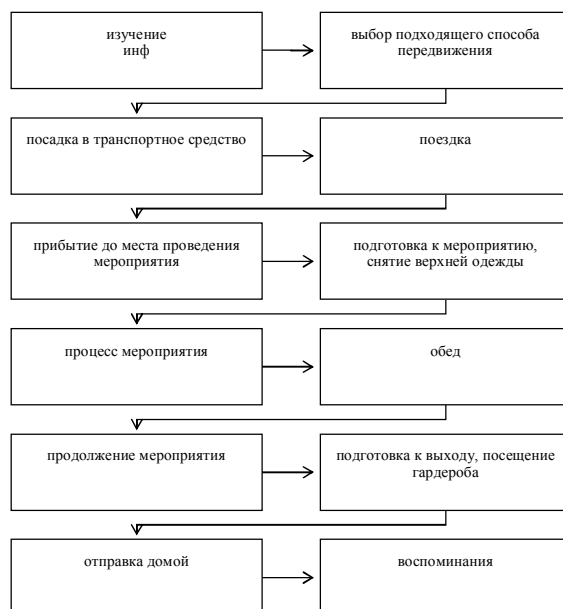 изучение
инф
выбор подходящего способа
передвижения
посадка в транспортное средство
поездка
прибытие до места проведения
мероприятия
подготовка к мероприятию,
снятие верхней одежды
процесс мероприятия
обед
продолжение мероприятия
подготовка к выходу, посещение
гардероба
отправка домой
воспоминания